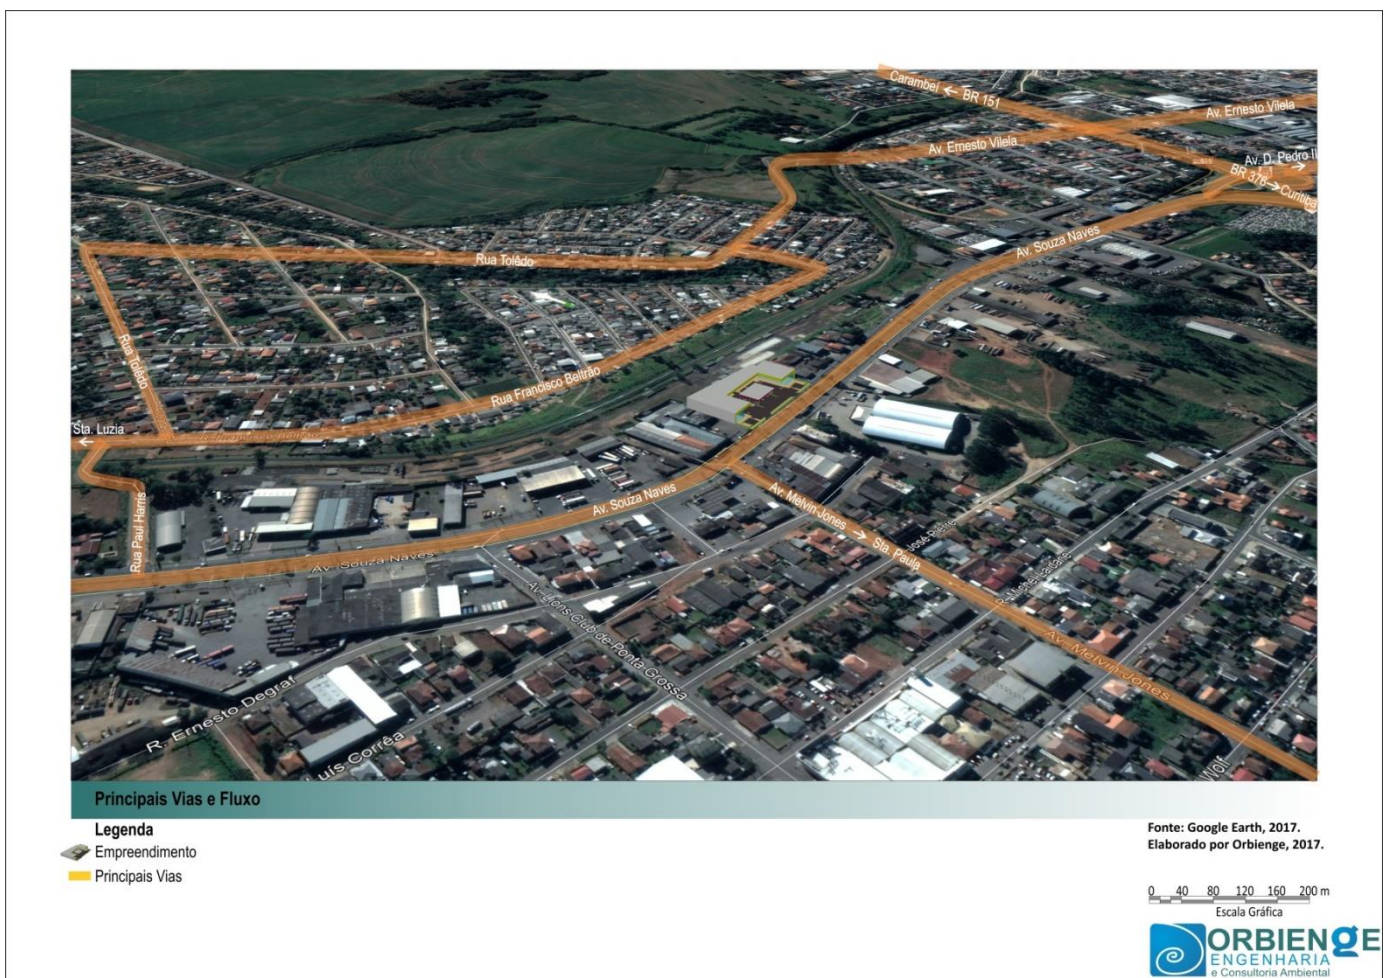 Carambeí ← BR 151
Av. Ernesto Vilela
Av. Ernesto Vilela
Av. D. Pedro II
→
BR 376 → Curitiba
Av. Souza Naves
Rua Tolêdo
Rua Tolêdo
Rua Francisco Beltrão
Sta. Luzia
←
Rua Paul Harris
Av. Souza Naves
Av. Souza Naves
Av. Melvin Jones → Sta. Paula
José Pierre
Av. Lions Club de Ponta Grossa
Av. Melvin Jones
R. Ernesto Degraf
Luís Corrêa
Wolf
Principais Vias e Fluxo
Legenda
Empreendimento
Principais Vias
Fonte: Google Earth, 2017.
Elaborado por Orbienge, 2017.
0 40 80 120 160 200 m
Escala Gráfica
ORBIENGE
ENGENHARIA
e Consultoria Ambiental